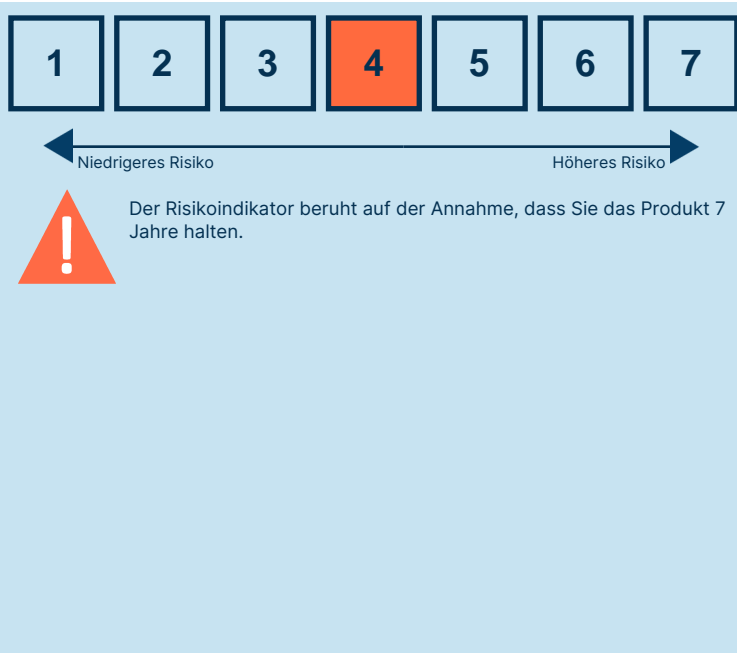 1 2 3 4 5 6 7
Niedrigeres Risiko Höheres Risiko
!
Der Risikoindikator beruht auf der Annahme, dass Sie das Produkt 7
Jahre halten.